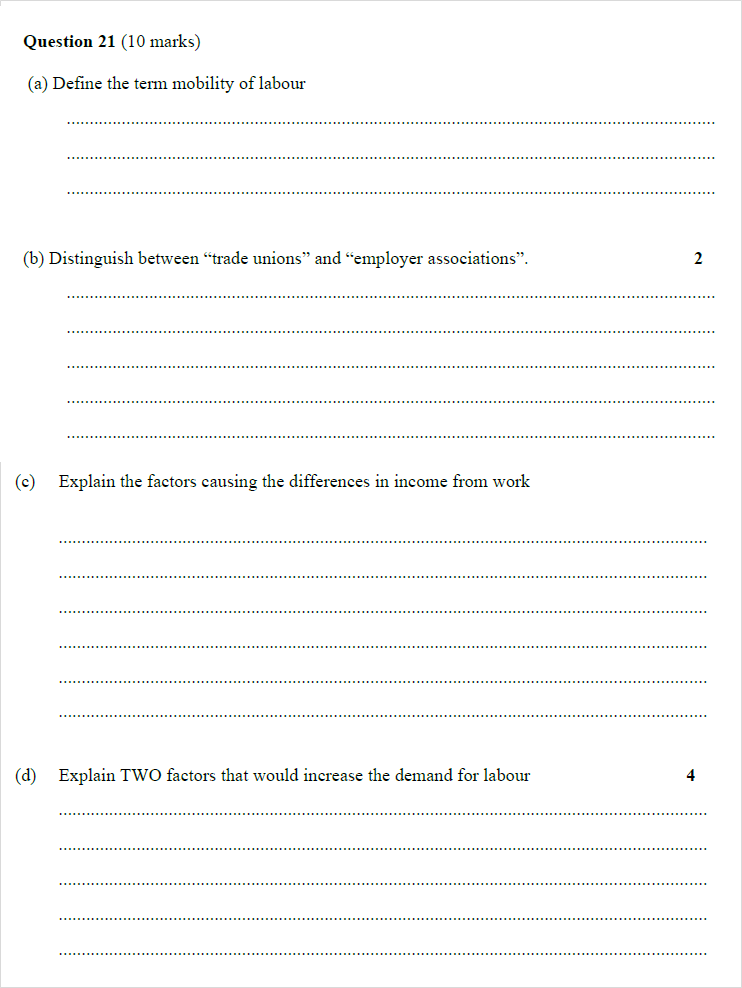 Question 21 (10 marks)
(a) Define the term mobility of labour
(b) Distinguish between “trade unions” and “employer associations”. 2
(c) Explain the factors causing the differences in income from work
(d) Explain TWO factors that would increase the demand for labour 4